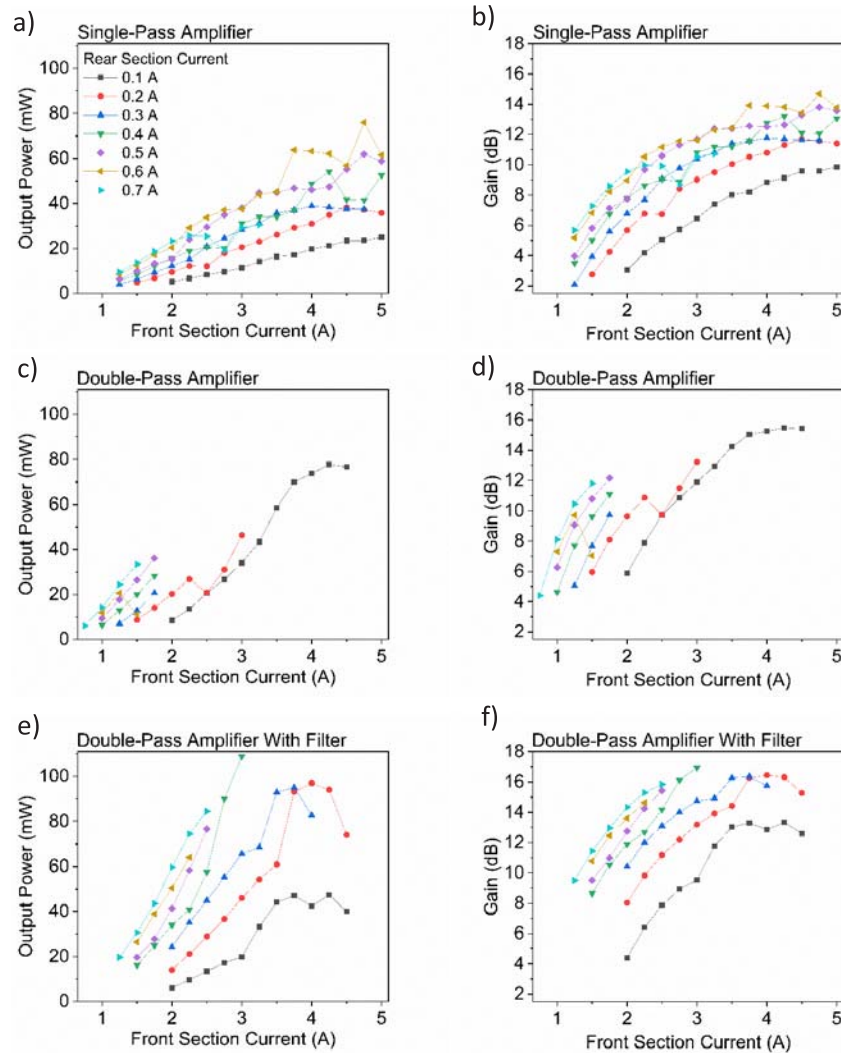 a)
Single-Pass Amplifier
Rear Section Current
0.1 A
0.2 A
0.3 A
0.4 A
0.5 A
0.6 A
0.7 A
100
80
60
40
20
0
Output Power (mW)
1 2 3 4 5
Front Section Current (A)
b)
Single-Pass Amplifier
18
16
14
12
10
8
6
4
2
Gain (dB)
1 2 3 4 5
Front Section Current (A)
c)
Double-Pass Amplifier
100
80
60
40
20
0
Output Power (mW)
1 2 3 4 5
Front Section Current (A)
d)
Double-Pass Amplifier
18
16
14
12
10
8
6
4
2
Gain (dB)
1 2 3 4 5
Front Section Current (A)
e)
Double-Pass Amplifier With Filter
100
80
60
40
20
0
Output Power (mW)
1 2 3 4 5
Front Section Current (A)
f)
Double-Pass Amplifier With Filter
18
16
14
12
10
8
6
4
2
Gain (dB)
1 2 3 4 5
Front Section Current (A)